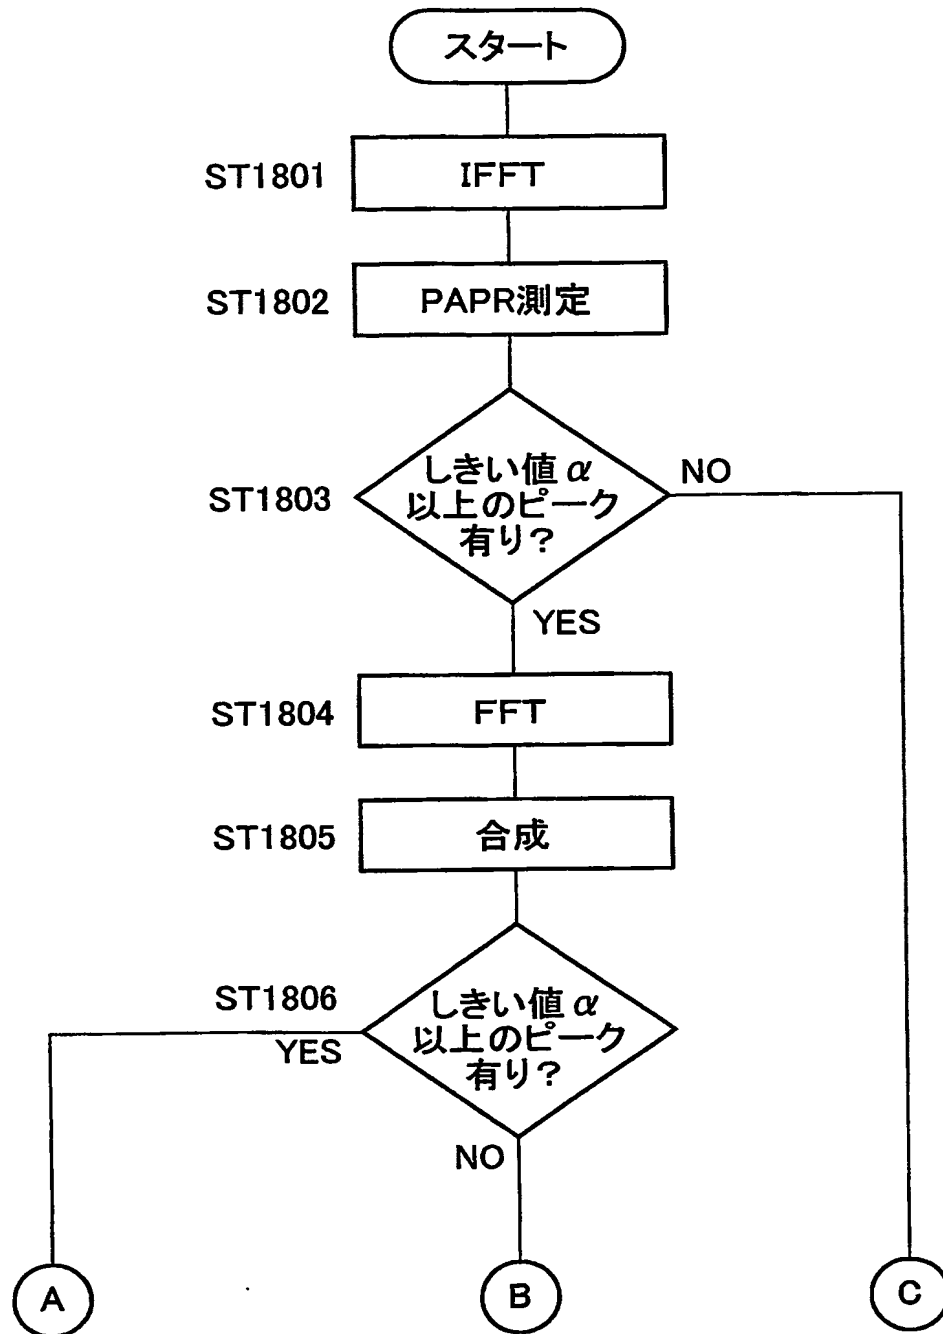 スタート
ST1801
IFFT
ST1802
PAPR測定
ST1803
しきい値α
以上のピーク
有り?
NO
YES
ST1804
FFT
ST1805
合成
ST1806
しきい値α
以上のピーク
有り?
YES
NO
A
B
C